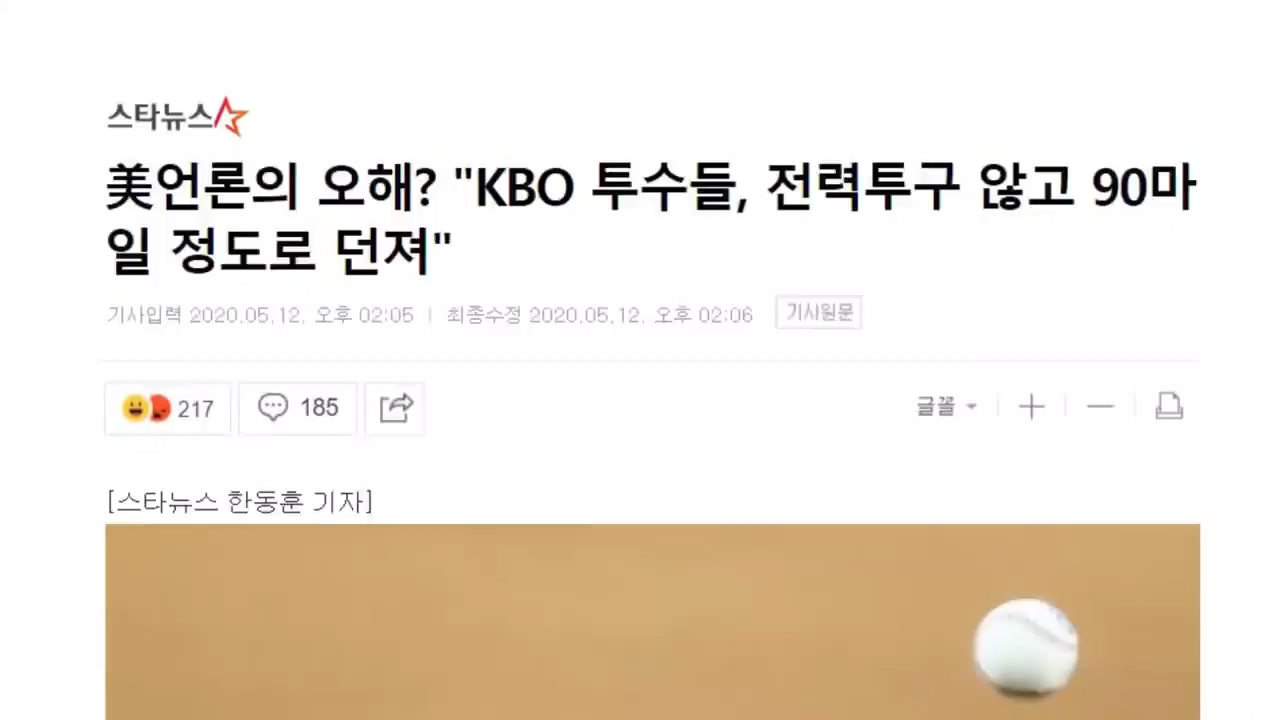 스타뉴스
美언론의 오해? "KBO 투수들, 전력투구 않고 90마
일 정도로 던져"
기사입력 2020.05.12. 오후 02:05 | 최종수정 2020.05.12. 오후 02:06 기사원문
217 185 글꼴
[스타뉴스 한동훈 기자]